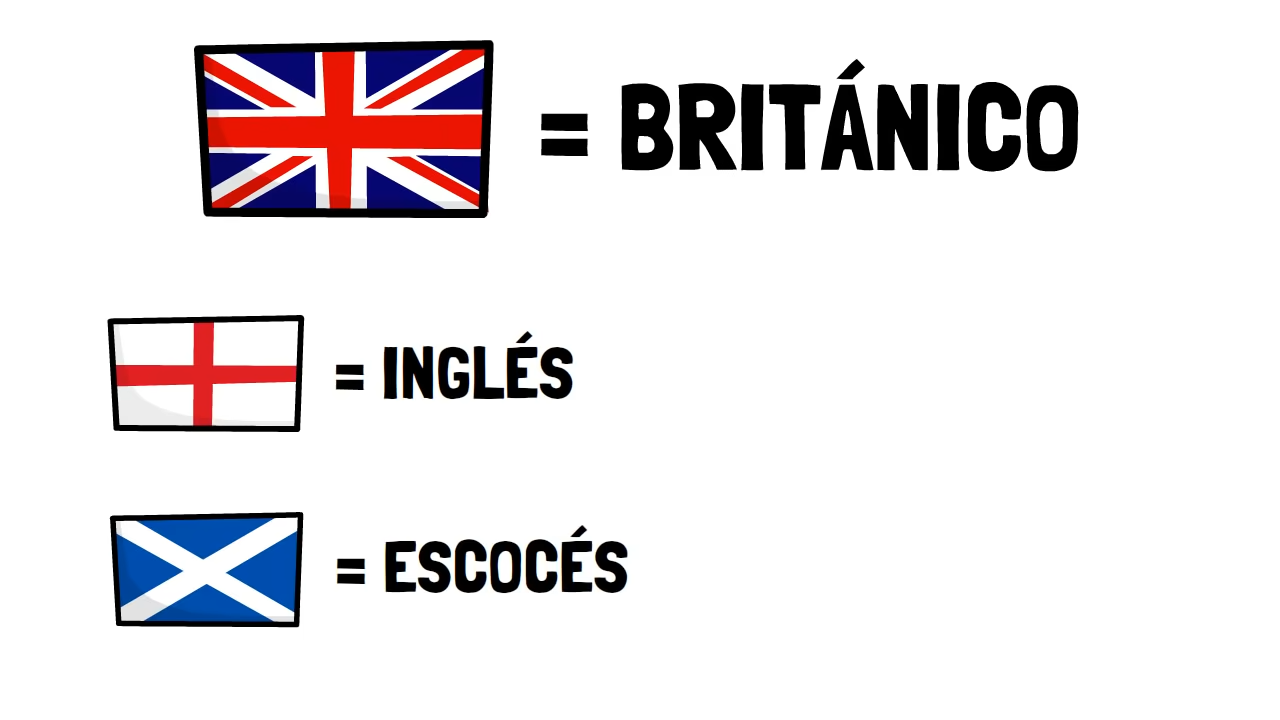 = BRITÁNICO
= INGLÉS
= ESCOCÉS